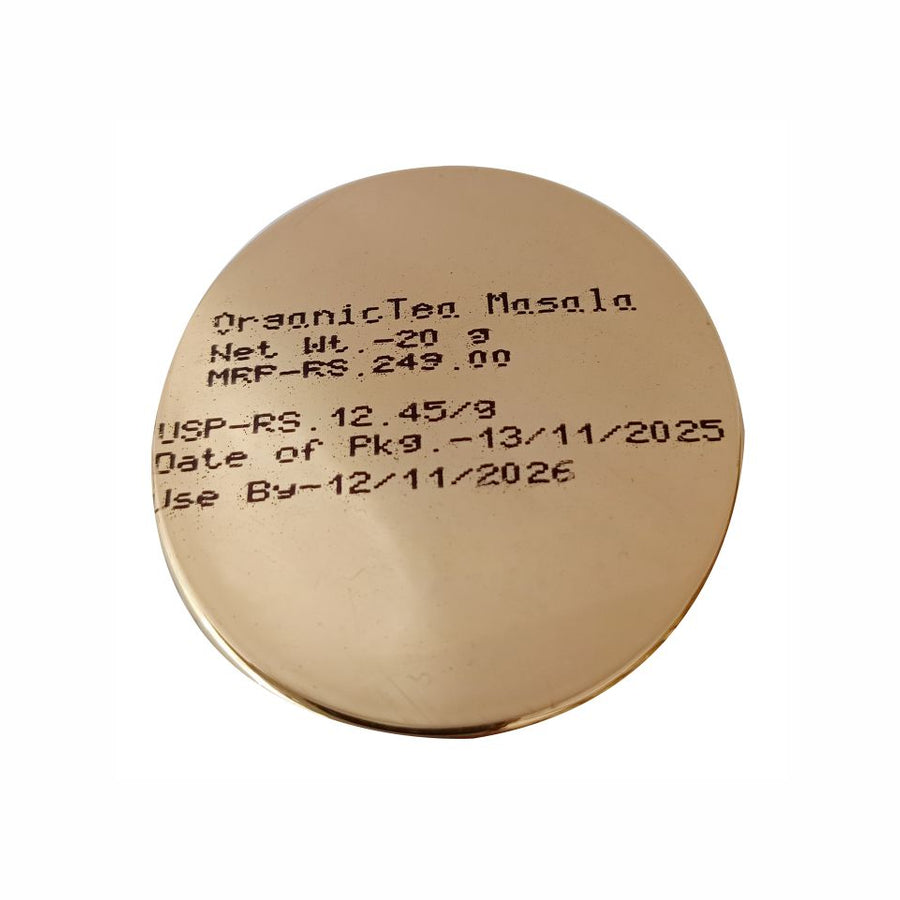 OrganicTea Masala
Net Wt.-20 g
MRP-RS.249.00
USP-RS.12.45/g
Date of Pkg.-13/11/2025
Use By-12/11/2026